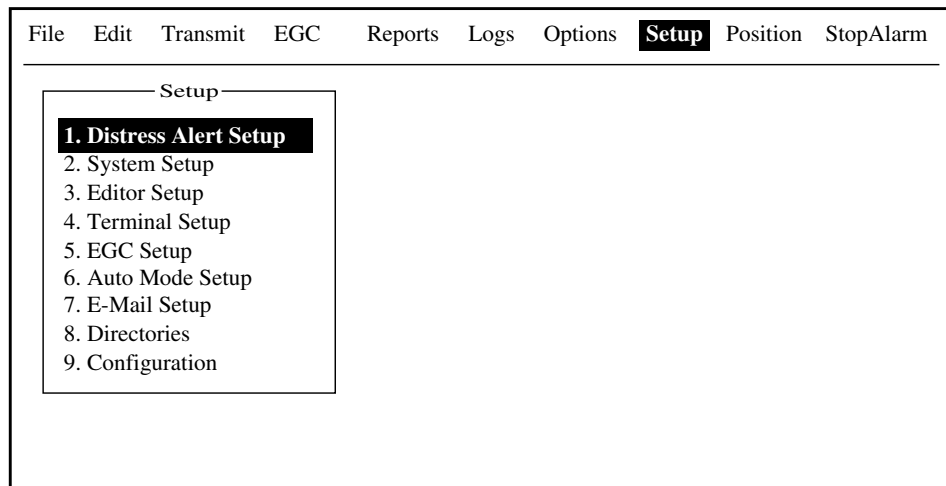 File Edit Transmit EGC Reports Logs Options Setup Position StopAlarm
Setup
1. Distress Alert Setup
2. System Setup
3. Editor Setup
4. Terminal Setup
5. EGC Setup
6. Auto Mode Setup
7. E-Mail Setup
8. Directories
9. Configuration